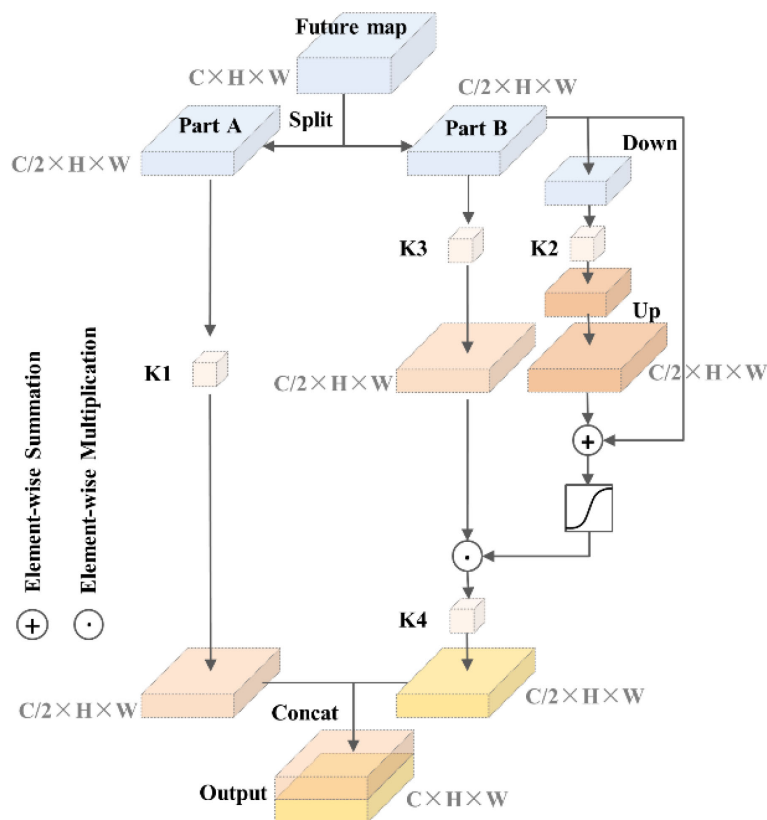 Future map
C×H×W
C/2×H×W
Part A
Split
Part B
Down
C/2×H×W
K3
K2
Up
K1
C/2×H×W
C/2×H×W
+
·
K4
Element-wise Summation
Element-wise Multiplication
+
·
C/2×H×W
C/2×H×W
Concat
Output
C×H×W